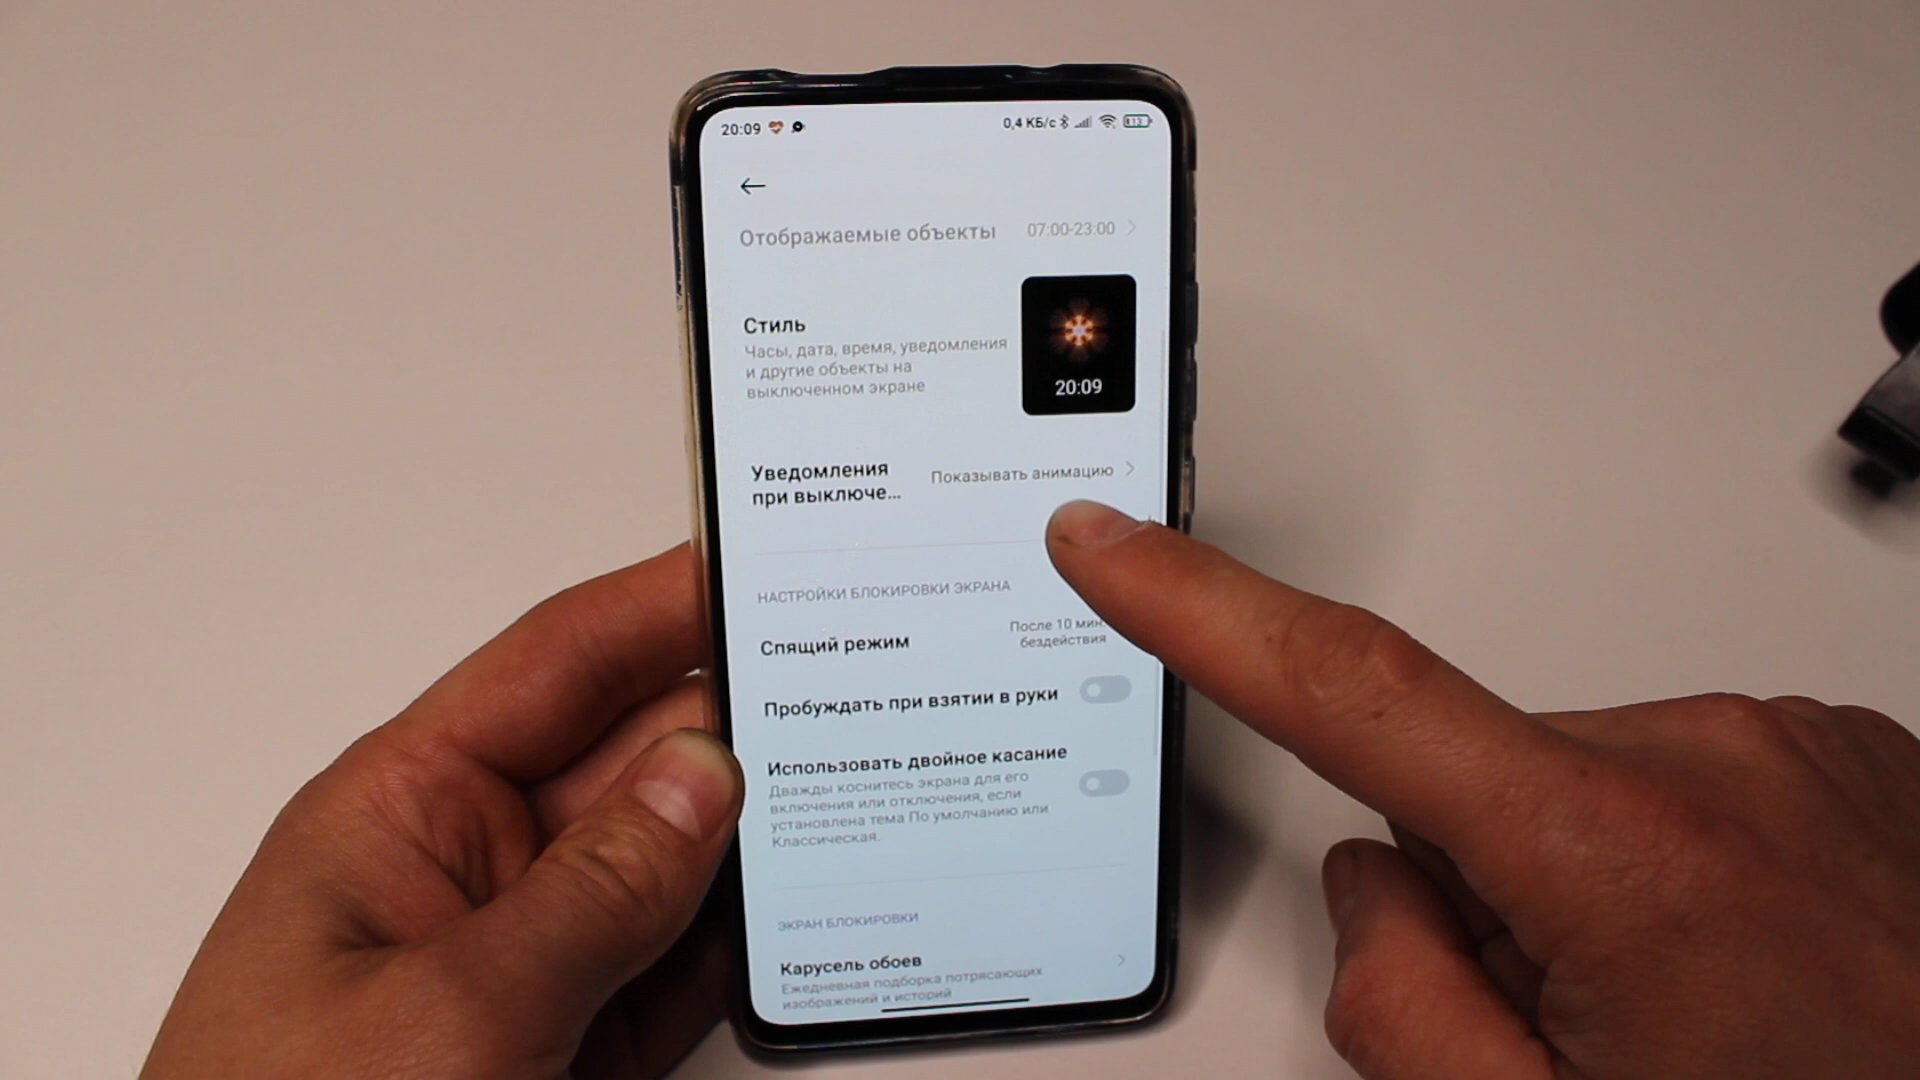 20:09
0,4 КБ/с
13
Отображаемые объекты
07:00-23:00
Стиль
Часы, дата, время, уведомления
и другие объекты на
выключенном экране
20:09
Уведомления
при выключе...
Показывать анимацию
НАСТРОЙКИ БЛОКИРОВКИ ЭКРАНА
Спящий режим
После 10 мин.
бездействия
Пробуждать при взятии в руки
Использовать двойное касание
Дважды коснитесь экрана для его
включения или отключения, если
установлена тема По умолчанию или
Классическая.
ЭКРАН БЛОКИРОВКИ
Карусель обоев
Ежедневная подборка потрясающих
изображений и историй